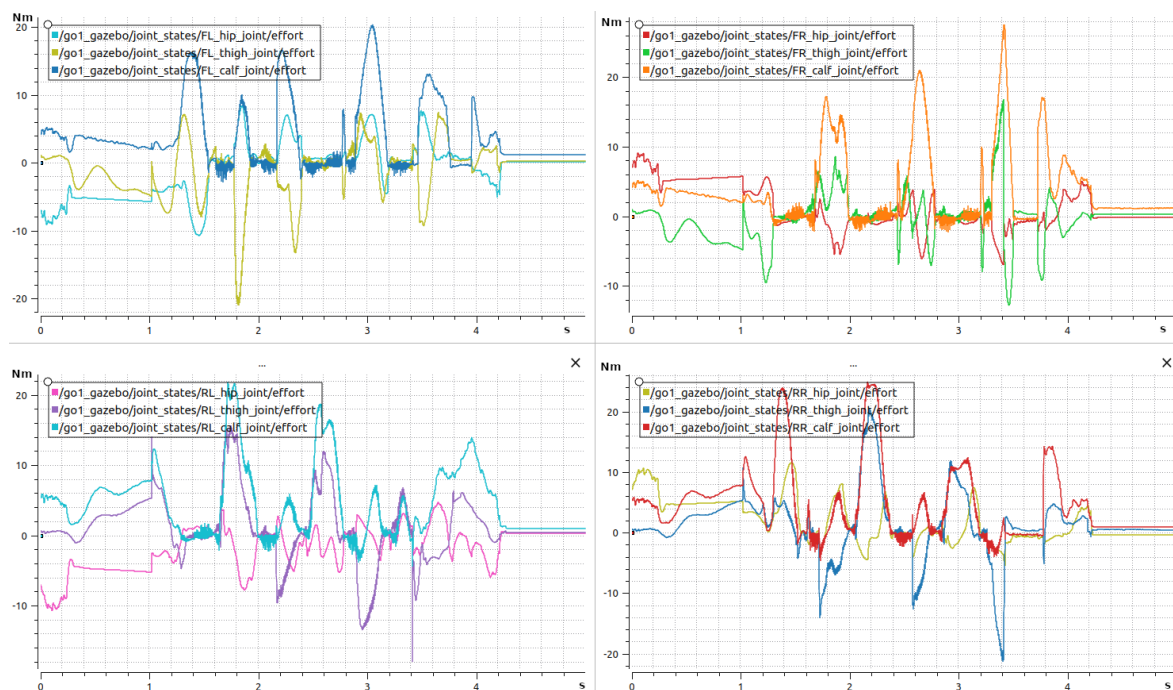 Nm
20
/go1_gazebo/joint_states/FL_hip_joint/effort
/go1_gazebo/joint_states/FL_thigh_joint/effort
/go1_gazebo/joint_states/FL_calf_joint/effort
10
0
-10
-20
0 1 2 3 4 s
Nm
/go1_gazebo/joint_states/FR_hip_joint/effort
/go1_gazebo/joint_states/FR_thigh_joint/effort
/go1_gazebo/joint_states/FR_calf_joint/effort
20
10
0
-10
0 1 2 3 4 s
...
Nm
/go1_gazebo/joint_states/RL_hip_joint/effort
20
/go1_gazebo/joint_states/RL_thigh_joint/effort
/go1_gazebo/joint_states/RL_calf_joint/effort
10
0
-10
0 1 2 3 4 s
...
Nm
/go1_gazebo/joint_states/RR_hip_joint/effort
20
/go1_gazebo/joint_states/RR_thigh_joint/effort
/go1_gazebo/joint_states/RR_calf_joint/effort
10
0
-10
-20
0 1 2 3 4 s